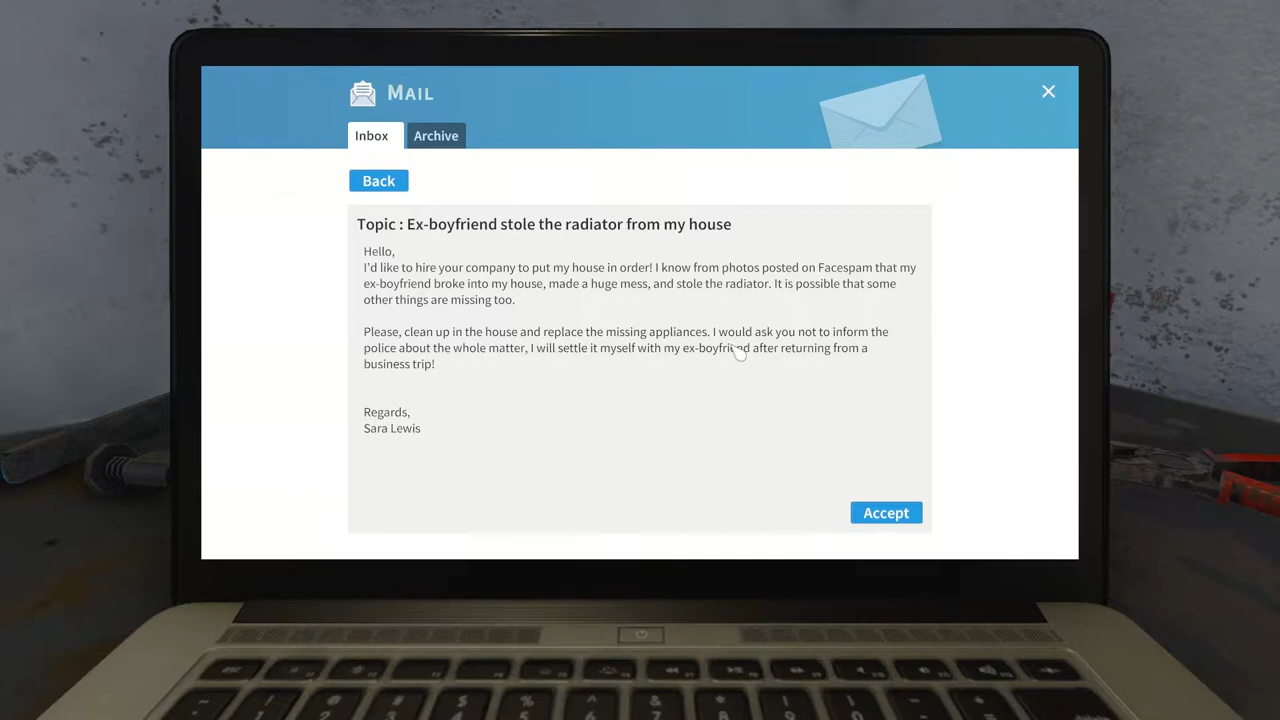 MAIL
Inbox
Archive
Back
Topic : Ex-boyfriend stole the radiator from my house
Hello,
I'd like to hire your company to put my house in order! I know from photos posted on Facespam that my
ex-boyfriend broke into my house, made a huge mess, and stole the radiator. It is possible that some
other things are missing too.
Please, clean up in the house and replace the missing appliances. I would ask you not to inform the
police about the whole matter, I will settle it myself with my ex-boyfriend after returning from a
business trip!
Regards,
Sara Lewis
Accept